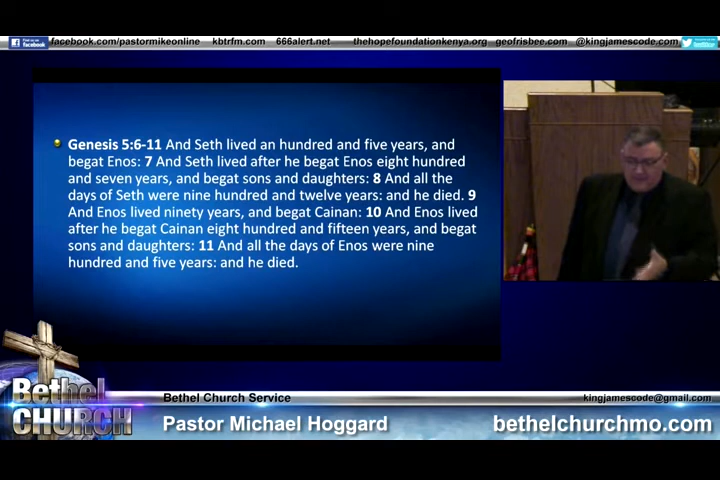 Find us on
facebook
facebook.com/pastormikeonline kbtrfm.com 666alert.net thehopefoundationkenya.org geofrisbee.com @kingjamescode.com
twitter
Genesis 5:6-11 And Seth lived an hundred and five years, and
begat Enos: 7 And Seth lived after he begat Enos eight hundred
and seven years, and begat sons and daughters: 8 And all the
days of Seth were nine hundred and twelve years: and he died. 9
And Enos lived ninety years, and begat Cainan: 10 And Enos lived
after he begat Cainan eight hundred and fifteen years, and begat
sons and daughters: 11 And all the days of Enos were nine
hundred and five years: and he died.
Bethel
CHURCH
Bethel Church Service kingjamescode@gmail.com
Pastor Michael Hoggard bethelchurchmo.com